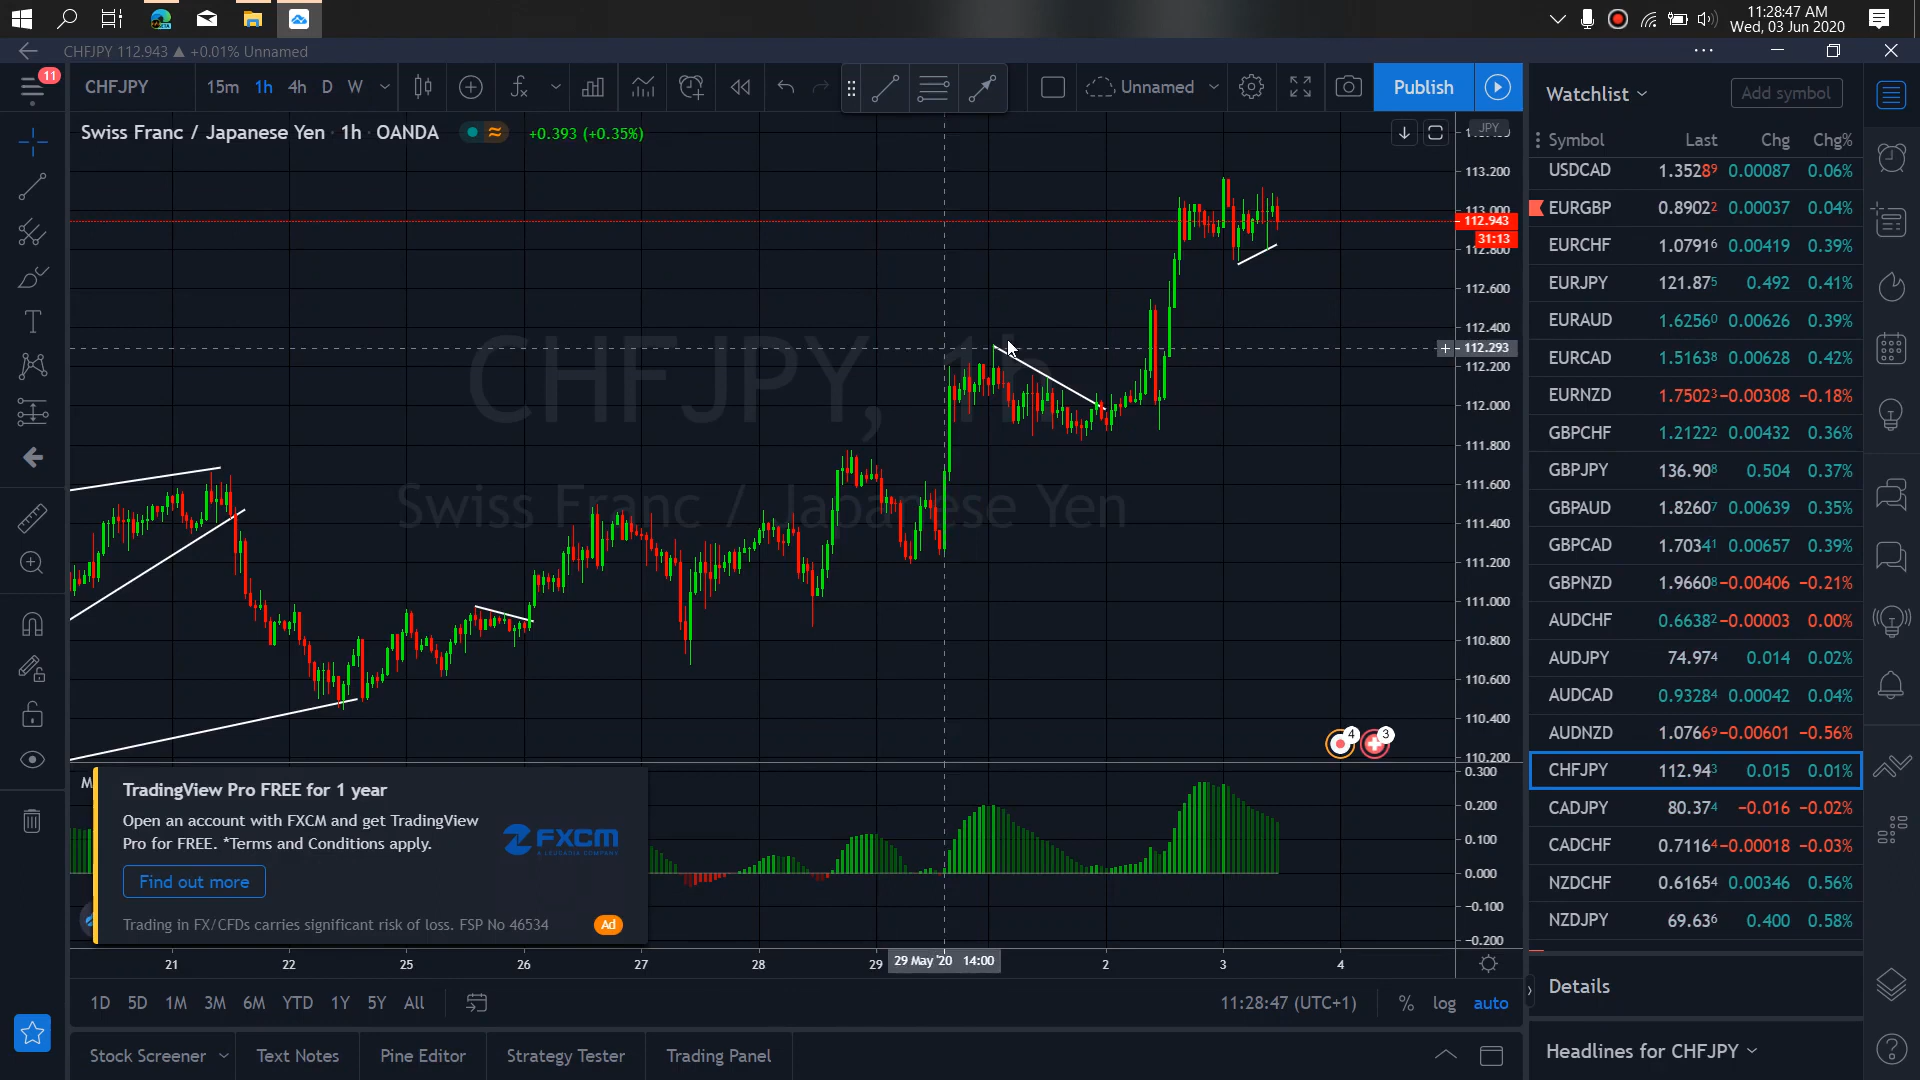 11:28:47 AM
Wed, 03 Jun 2020
CHFJPY 112.943 ▲ +0.01% Unnamed
11
CHFJPY 15m 1h 4h D W
Unnamed
Publish
Watchlist
Add symbol
Swiss Franc / Japanese Yen · 1h · OANDA
+0.393 (+0.35%)
JPY
Symbol Last Chg Chg%
USDCAD 1.35289 0.00087 0.06%
EURGBP 0.89022 0.00037 0.04%
EURCHF 1.07916 0.00419 0.39%
EURJPY 121.875 0.492 0.41%
EURAUD 1.62560 0.00626 0.39%
EURCAD 1.51638 0.00628 0.42%
EURNZD 1.75023 −0.00308 −0.18%
GBPCHF 1.21222 0.00432 0.36%
GBPJPY 136.908 0.504 0.37%
GBPAUD 1.82607 0.00639 0.35%
GBPCAD 1.70341 0.00657 0.39%
GBPNZD 1.96608 −0.00406 −0.21%
AUDCHF 0.66382 −0.00003 0.00%
AUDJPY 74.974 0.014 0.02%
AUDCAD 0.93284 0.00042 0.04%
AUDNZD 1.07669 −0.00601 −0.56%
CHFJPY 112.943 0.015 0.01%
CADJPY 80.374 −0.016 −0.02%
CADCHF 0.71164 −0.00018 −0.03%
NZDCHF 0.61654 0.00346 0.56%
NZDJPY 69.636 0.400 0.58%
Details
Headlines for CHFJPY
113.200
113.000
112.943
31:13
112.800
112.600
112.400
112.293
112.200
112.000
111.800
111.600
111.400
111.200
111.000
110.800
110.600
110.400
110.200
0.300
0.200
0.100
0.000
−0.100
−0.200
CHFJPY, 1h
Swiss Franc / Japanese Yen
4
3
TradingView Pro FREE for 1 year
Open an account with FXCM and get TradingView
Pro for FREE. *Terms and Conditions apply.
FXCM
A LEUCADIA COMPANY
Find out more
Trading in FX/CFDs carries significant risk of loss. FSP No 46534
Ad
21 22 25 26 27 28 29 29 May '20 14:00 2 3 4
1D 5D 1M 3M 6M YTD 1Y 5Y All
11:28:47 (UTC+1) % log auto
Stock Screener Text Notes Pine Editor Strategy Tester Trading Panel